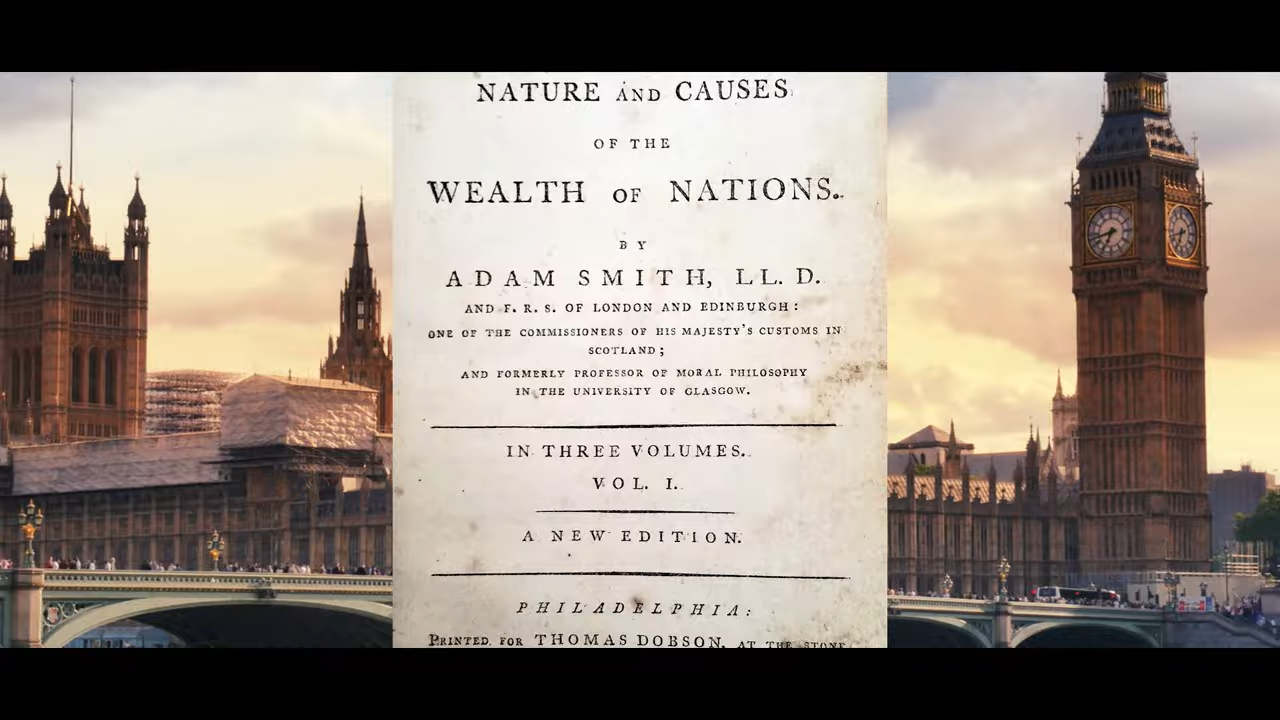 NATURE AND CAUSES
OF THE
WEALTH OF NATIONS.
BY
ADAM SMITH, LL. D.
AND F. R. S. OF LONDON AND EDINBURGH:
ONE OF THE COMMISSIONERS OF HIS MAJESTY'S CUSTOMS IN
SCOTLAND;
AND FORMERLY PROFESSOR OF MORAL PHILOSOPHY
IN THE UNIVERSITY OF GLASGOW.
IN THREE VOLUMES.
VOL. I.
A NEW EDITION.
PHILADELPHIA:
PRINTED FOR THOMAS DOBSON, AT THE STONE